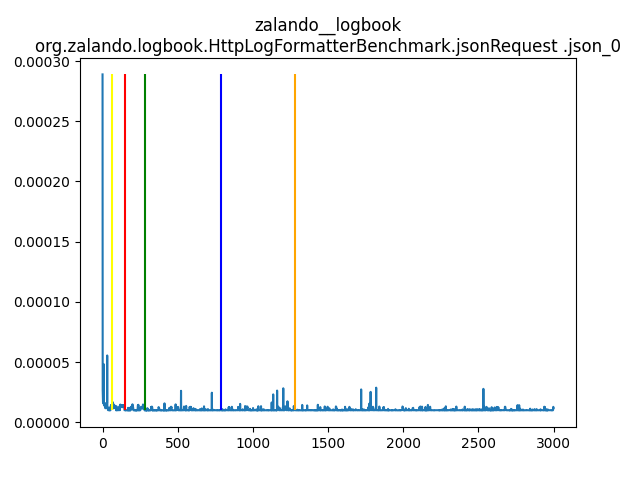 zalando__logbook
org.zalando.logbook.HttpLogFormatterBenchmark.jsonRequest .json_0
0.00030
0.00025
0.00020
0.00015
0.00010
0.00005
0.00000
0 500 1000 1500 2000 2500 3000